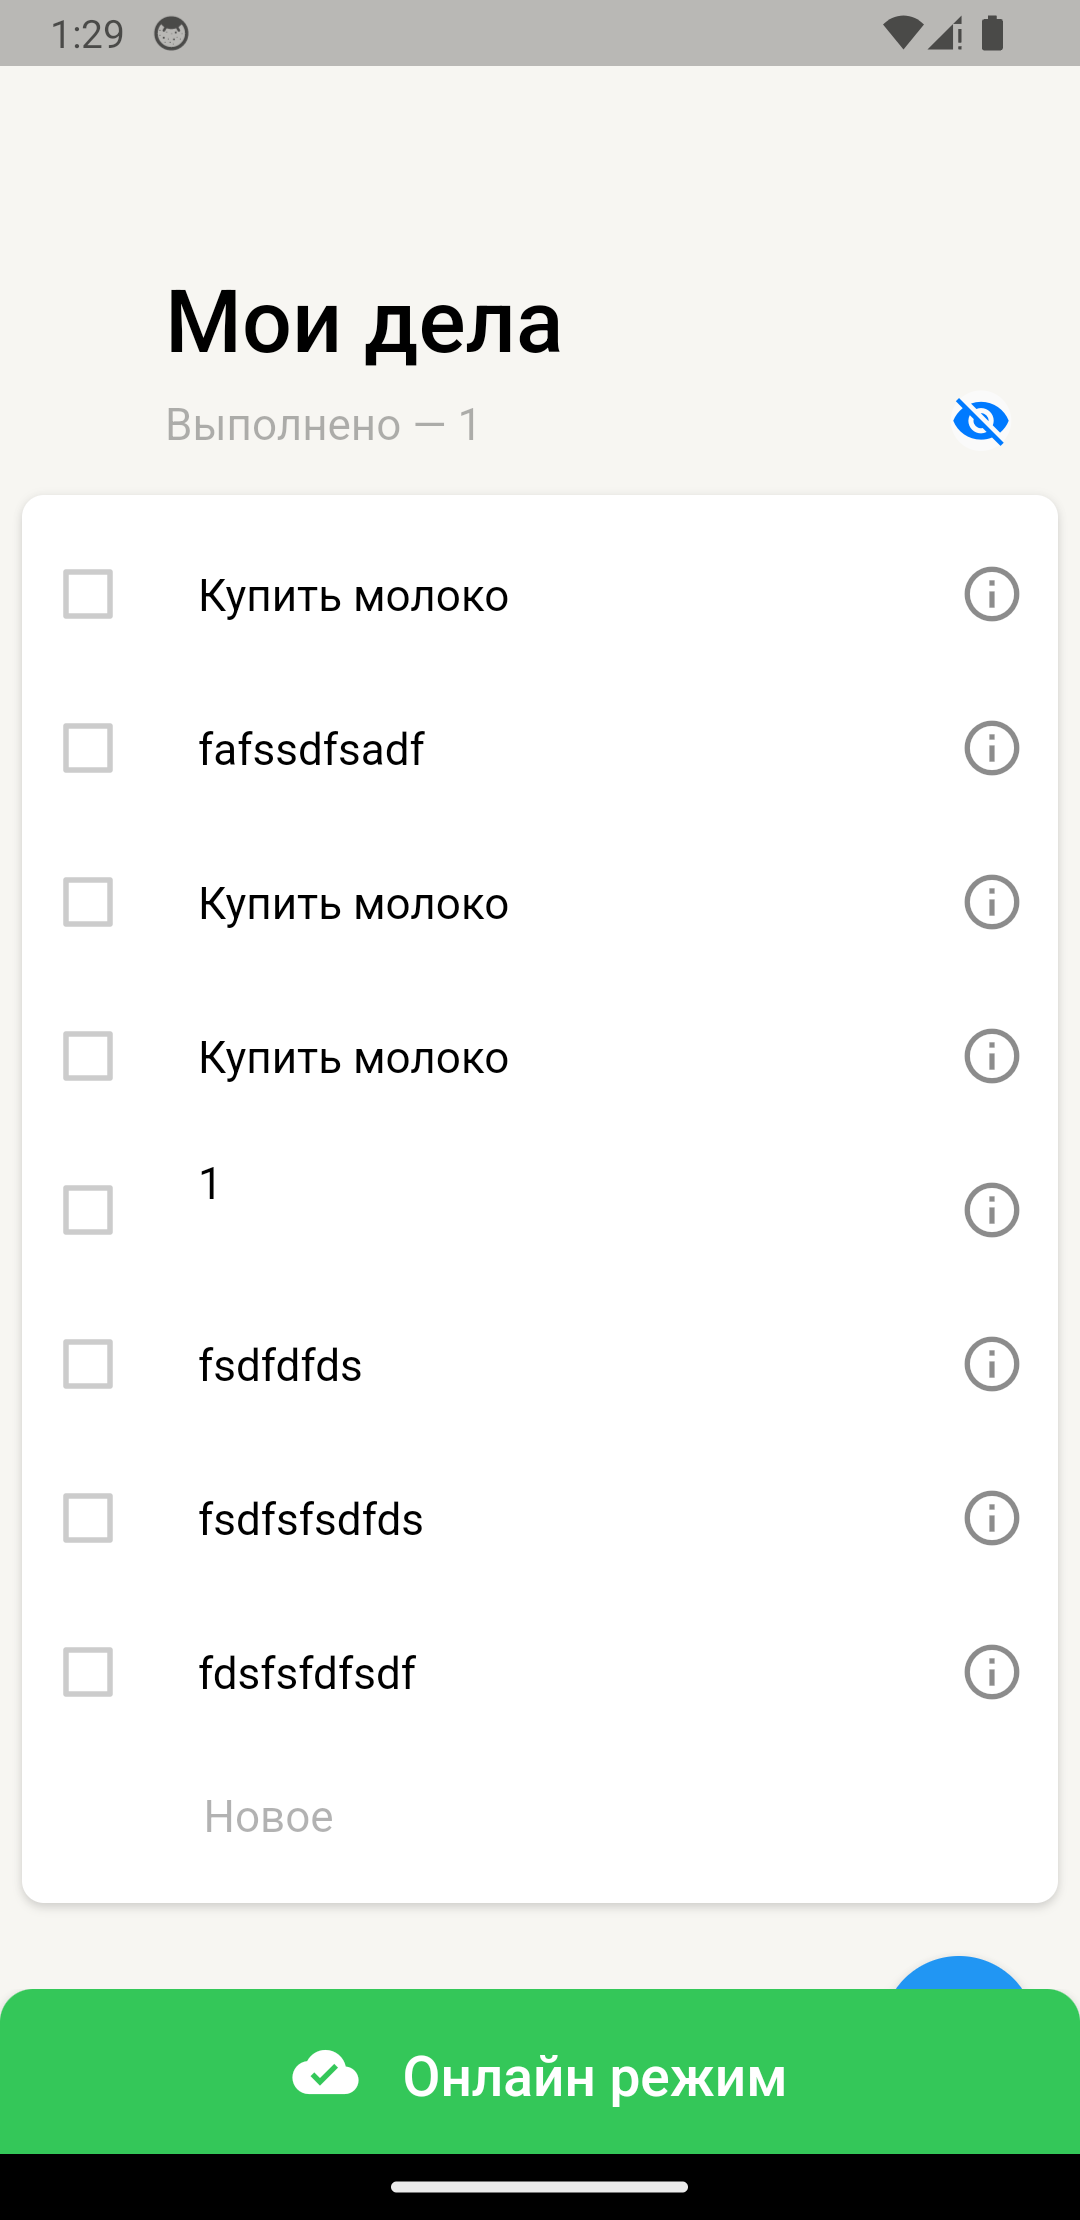 1:29
Мои дела
Выполнено — 1
Купить молоко
fafssdfsadf
Купить молоко
Купить молоко
1
fsdfdfds
fsdfsfsdfds
fdsfsfdfsdf
Новое
Онлайн режим